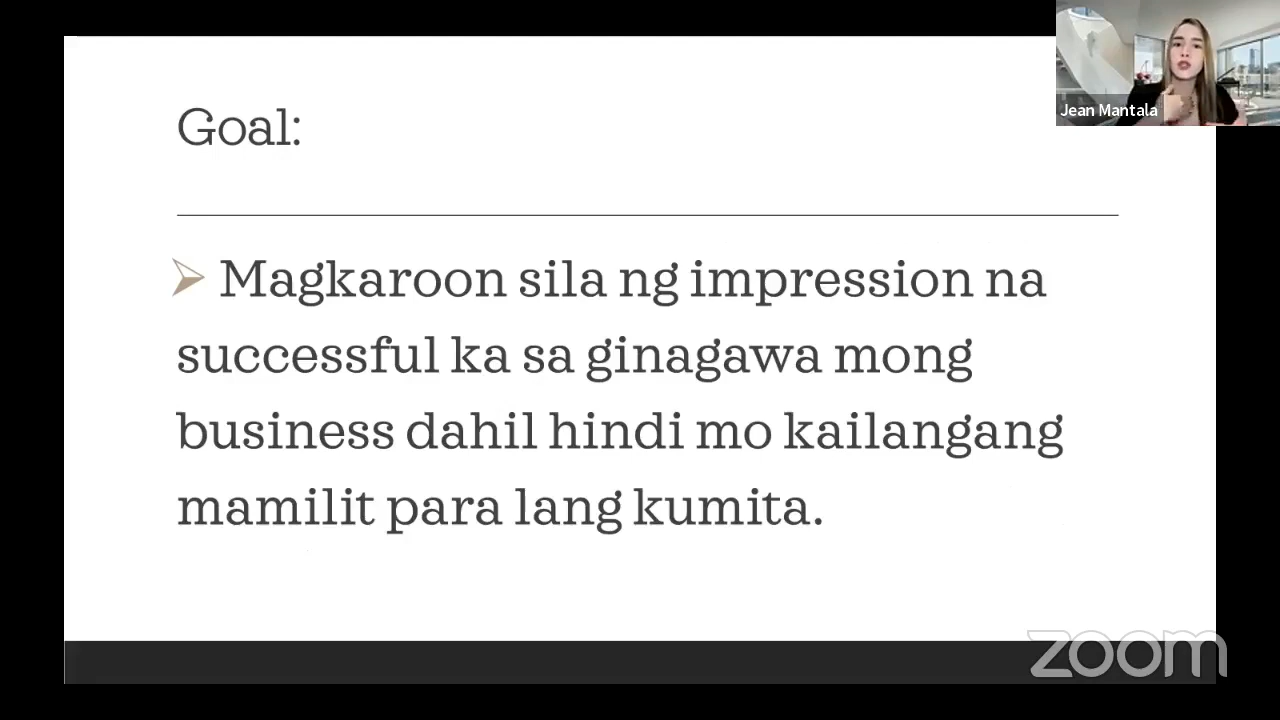 Jean Mantala
Goal:
Magkaroon sila ng impression na
successful ka sa ginagawa mong
business dahil hindi mo kailangang
mamilit para lang kumita.
zoom